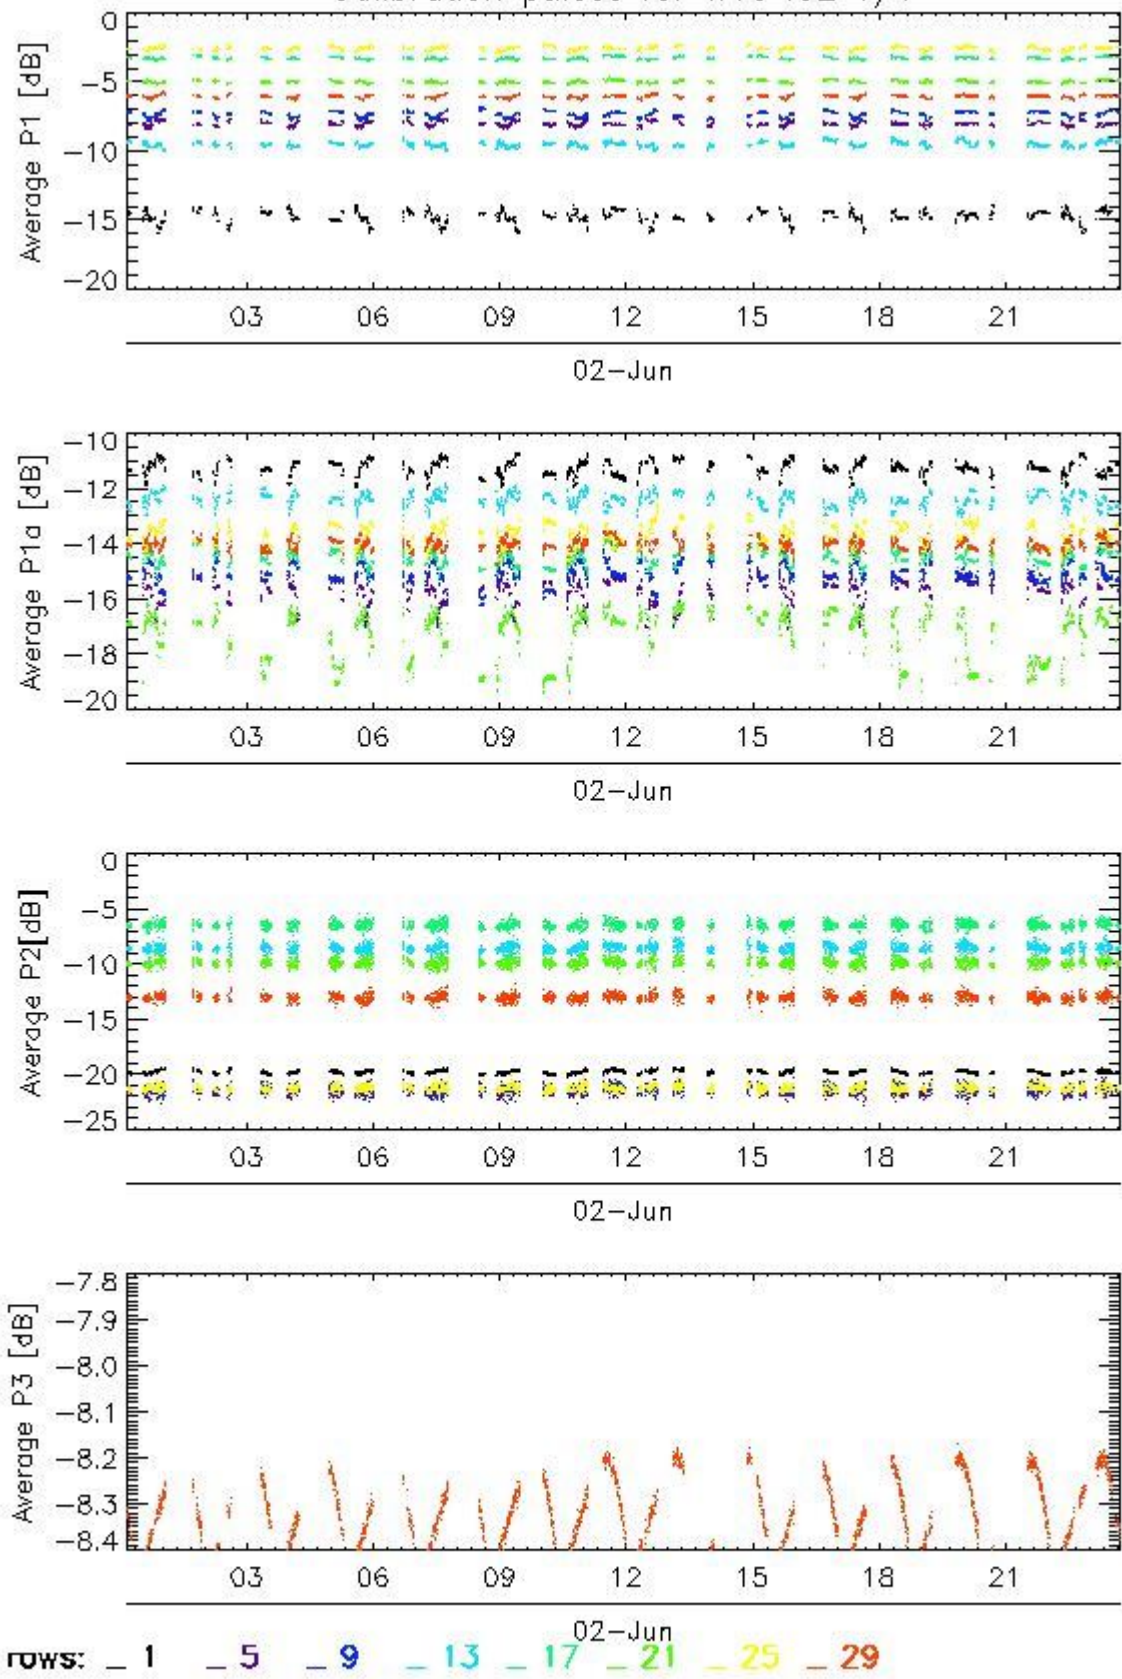 0
−5
−10
−15
−20
Average P1 [dB]
03 06 09 12 15 18 21
02−Jun
−10
−12
−14
−16
−18
−20
Average P1a [dB]
03 06 09 12 15 18 21
02−Jun
0
−5
−10
−15
−20
−25
Average P2[dB]
03 06 09 12 15 18 21
02−Jun
−7.8
−7.9
−8.0
−8.1
−8.2
−8.3
−8.4
Average P3 [dB]
03 06 09 12 15 18 21
02−Jun
rows: _ 1 _ 5 _ 9 _ 13 _ 17 _ 21 _ 25 _ 29